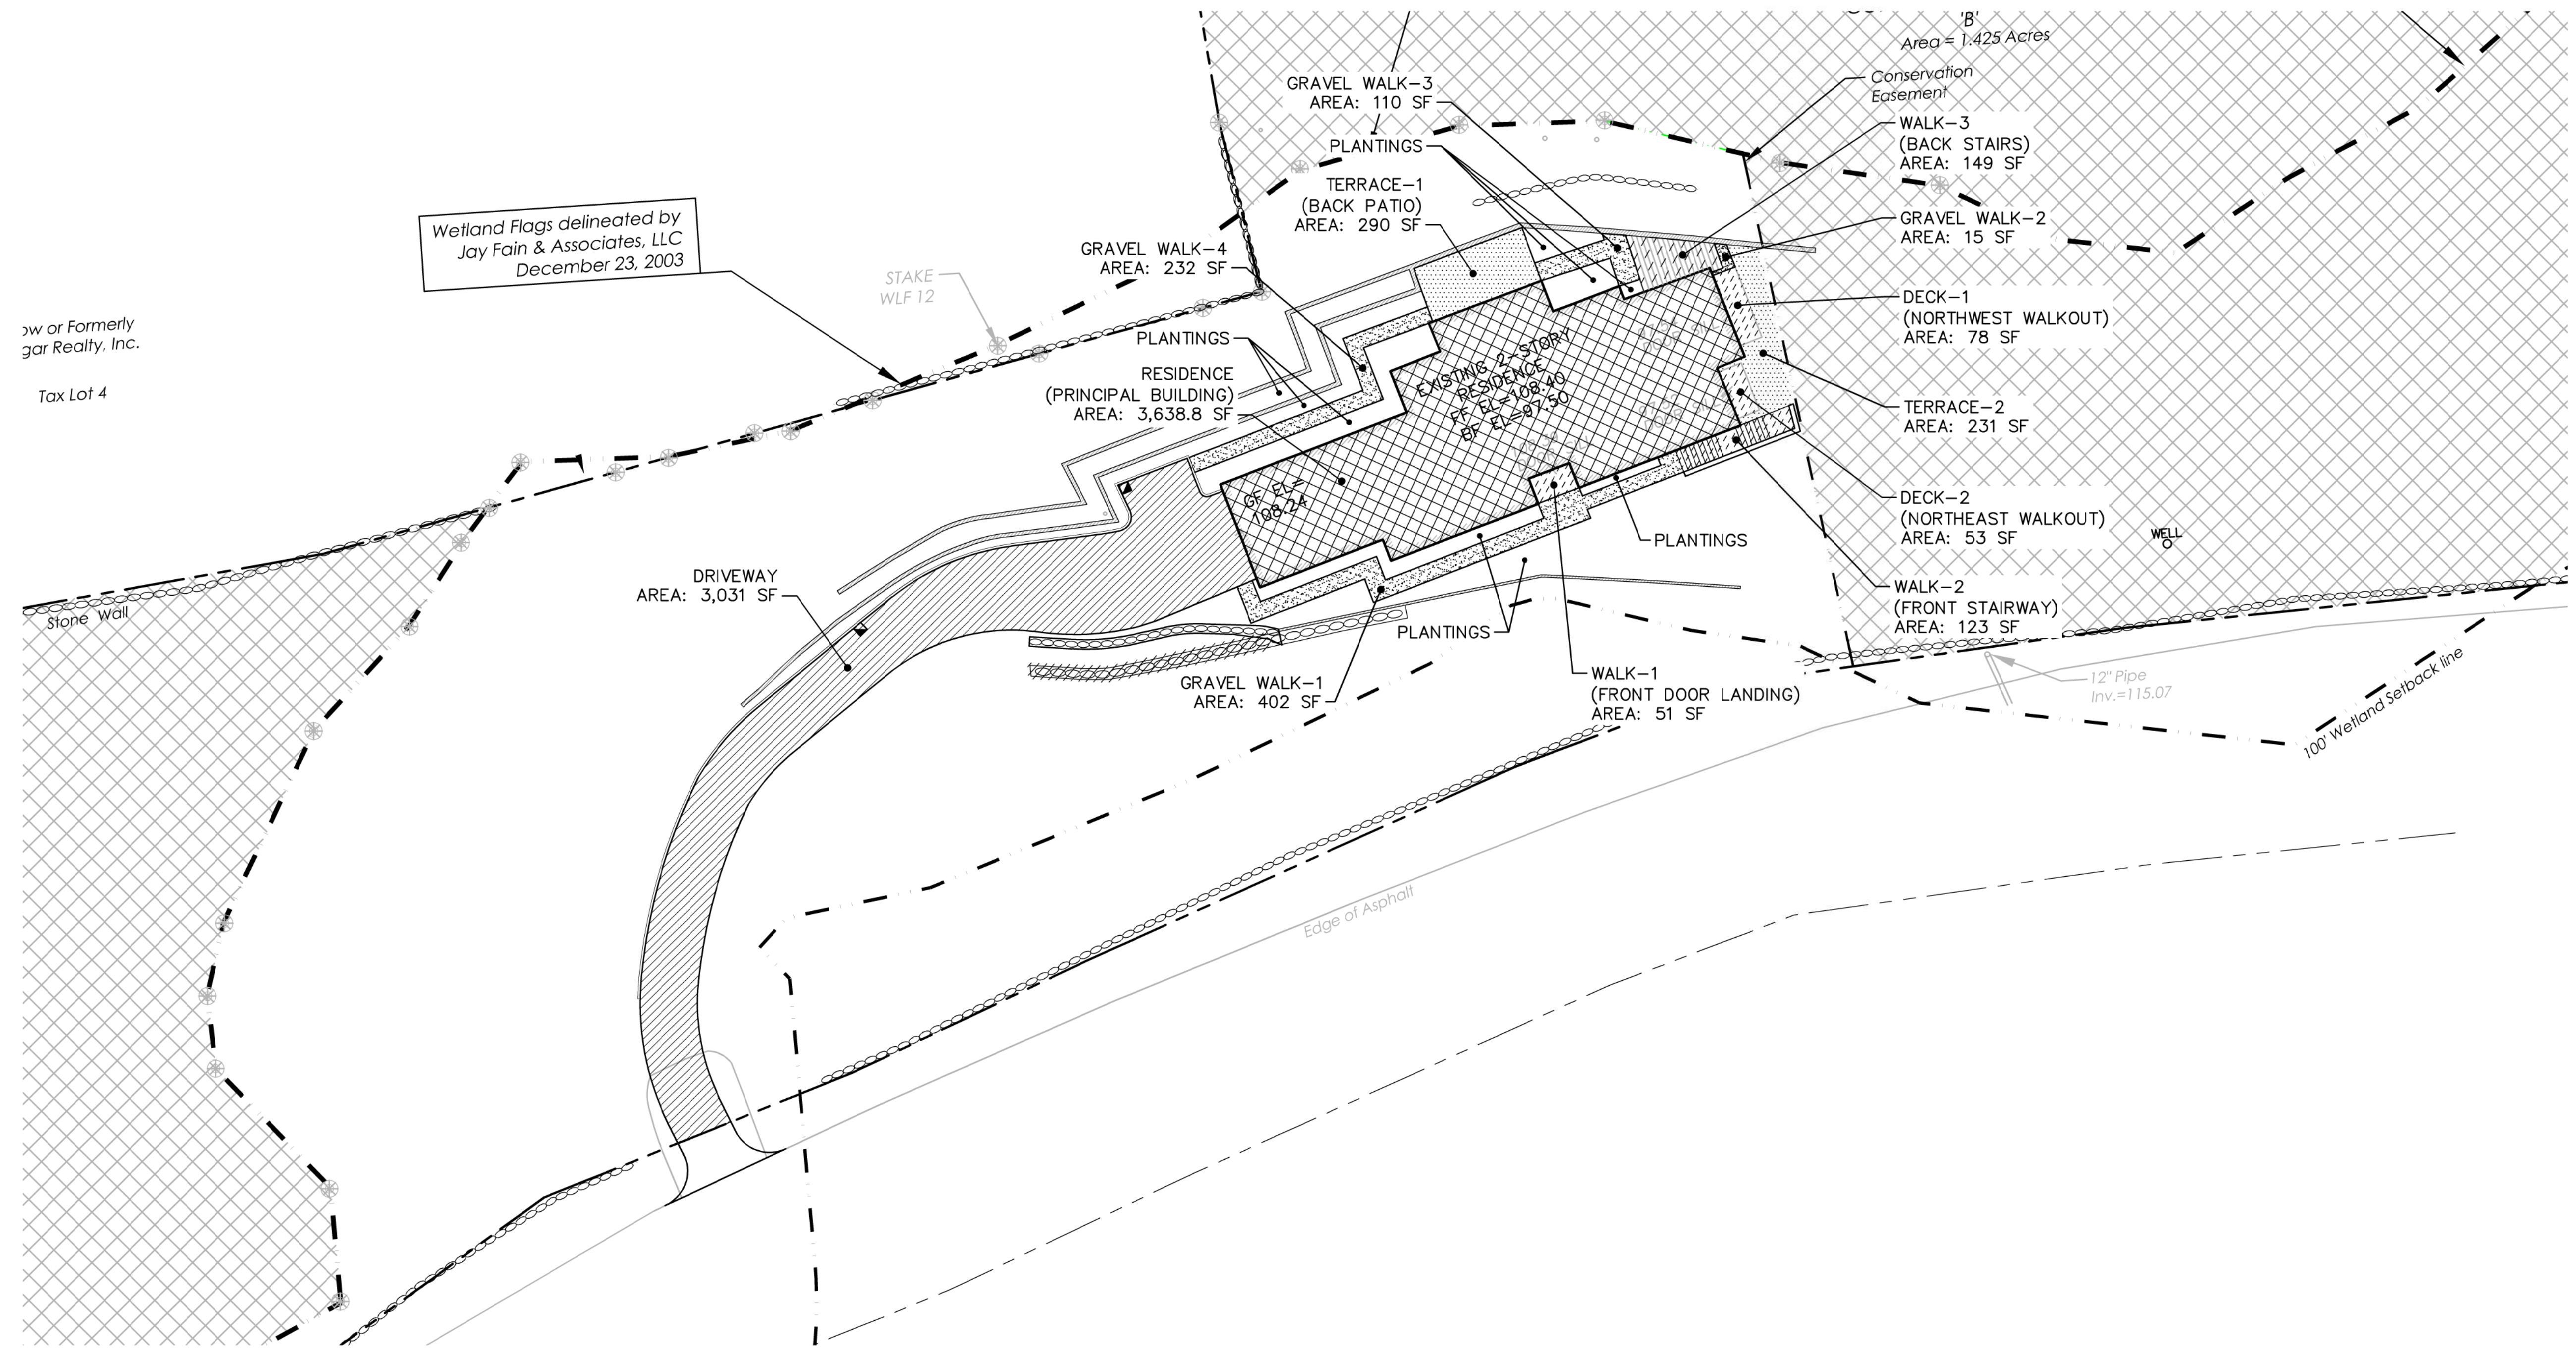 'B'
Area = 1.425 Acres
Conservation
Easement
GRAVEL WALK-3
AREA: 110 SF
PLANTINGS
TERRACE-1
(BACK PATIO)
AREA: 290 SF
WALK-3
(BACK STAIRS)
AREA: 149 SF
GRAVEL WALK-2
AREA: 15 SF
Wetland Flags delineated by
Jay Fain & Associates, LLC
December 23, 2003
STAKE
WLF 12
GRAVEL WALK-4
AREA: 232 SF
DECK-1
(NORTHWEST WALKOUT)
AREA: 78 SF
ow or Formerly
gar Realty, Inc.
Tax Lot 4
PLANTINGS
RESIDENCE
(PRINCIPAL BUILDING)
AREA: 3,638.8 SF
EXISTING 2-STORY
RESIDENCE
FF EL=108.40
BF EL=97.50
TERRACE-2
AREA: 231 SF
GF EL=
108.24
DECK-2
(NORTHEAST WALKOUT)
AREA: 53 SF
WELL
PLANTINGS
DRIVEWAY
AREA: 3,031 SF
Stone Wall
WALK-2
(FRONT STAIRWAY)
AREA: 123 SF
PLANTINGS
GRAVEL WALK-1
AREA: 402 SF
WALK-1
(FRONT DOOR LANDING)
AREA: 51 SF
12" Pipe
Inv.=115.07
100' Wetland Setback line
Edge of Asphalt